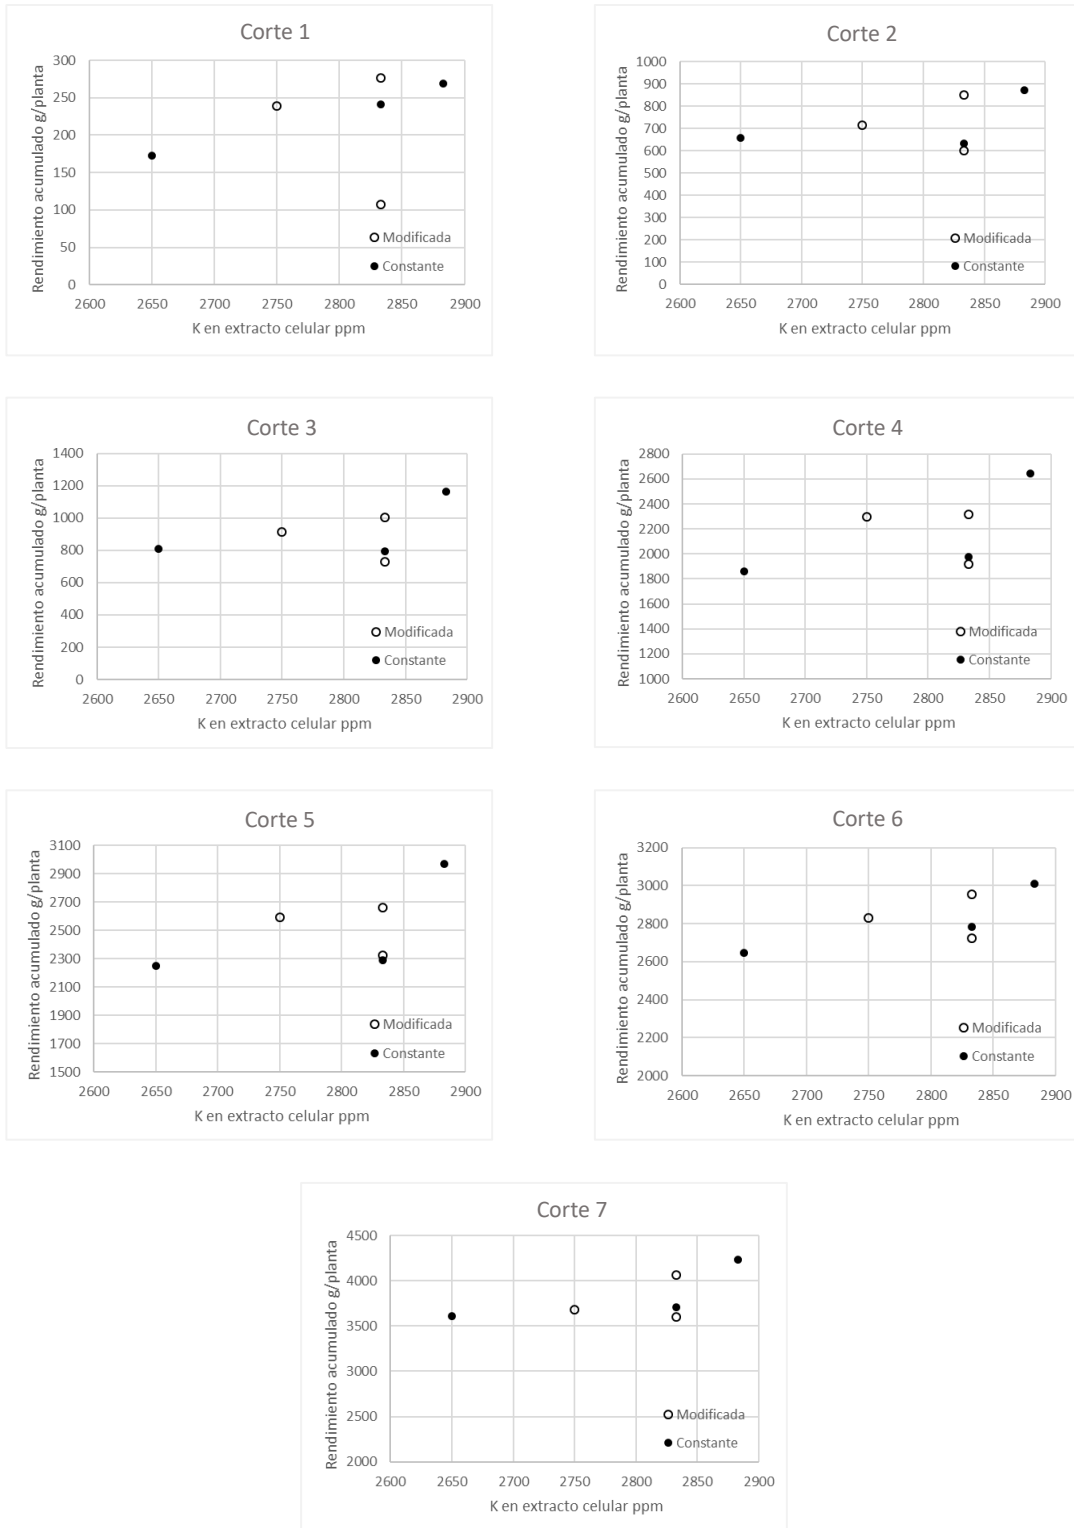 Corte 1
Rendimiento acumulado g/planta
300
250
200
150
100
50
0
Modificada
Constante
2600 2650 2700 2750 2800 2850 2900
K en extracto celular ppm
Corte 2
Rendimiento acumulado g/planta
1000
900
800
700
600
500
400
300
200
100
0
Modificada
Constante
2600 2650 2700 2750 2800 2850 2900
K en extracto celular ppm
Corte 3
Rendimiento acumulado g/planta
1400
1200
1000
800
600
400
200
0
Modificada
Constante
2600 2650 2700 2750 2800 2850 2900
K en extracto celular ppm
Corte 4
Rendimiento acumulado g/planta
2800
2600
2400
2200
2000
1800
1600
1400
1200
1000
Modificada
Constante
2600 2650 2700 2750 2800 2850 2900
K en extracto celular ppm
Corte 5
Rendimiento acumulado g/planta
3100
2900
2700
2500
2300
2100
1900
1700
1500
Modificada
Constante
2600 2650 2700 2750 2800 2850 2900
K en extracto celular ppm
Corte 6
Rendimiento acumulado g/planta
3200
3000
2800
2600
2400
2200
2000
Modificada
Constante
2600 2650 2700 2750 2800 2850 2900
K en extracto celular ppm
Corte 7
Rendimiento acumulado g/planta
4500
4000
3500
3000
2500
2000
Modificada
Constante
2600 2650 2700 2750 2800 2850 2900
K en extracto celular ppm